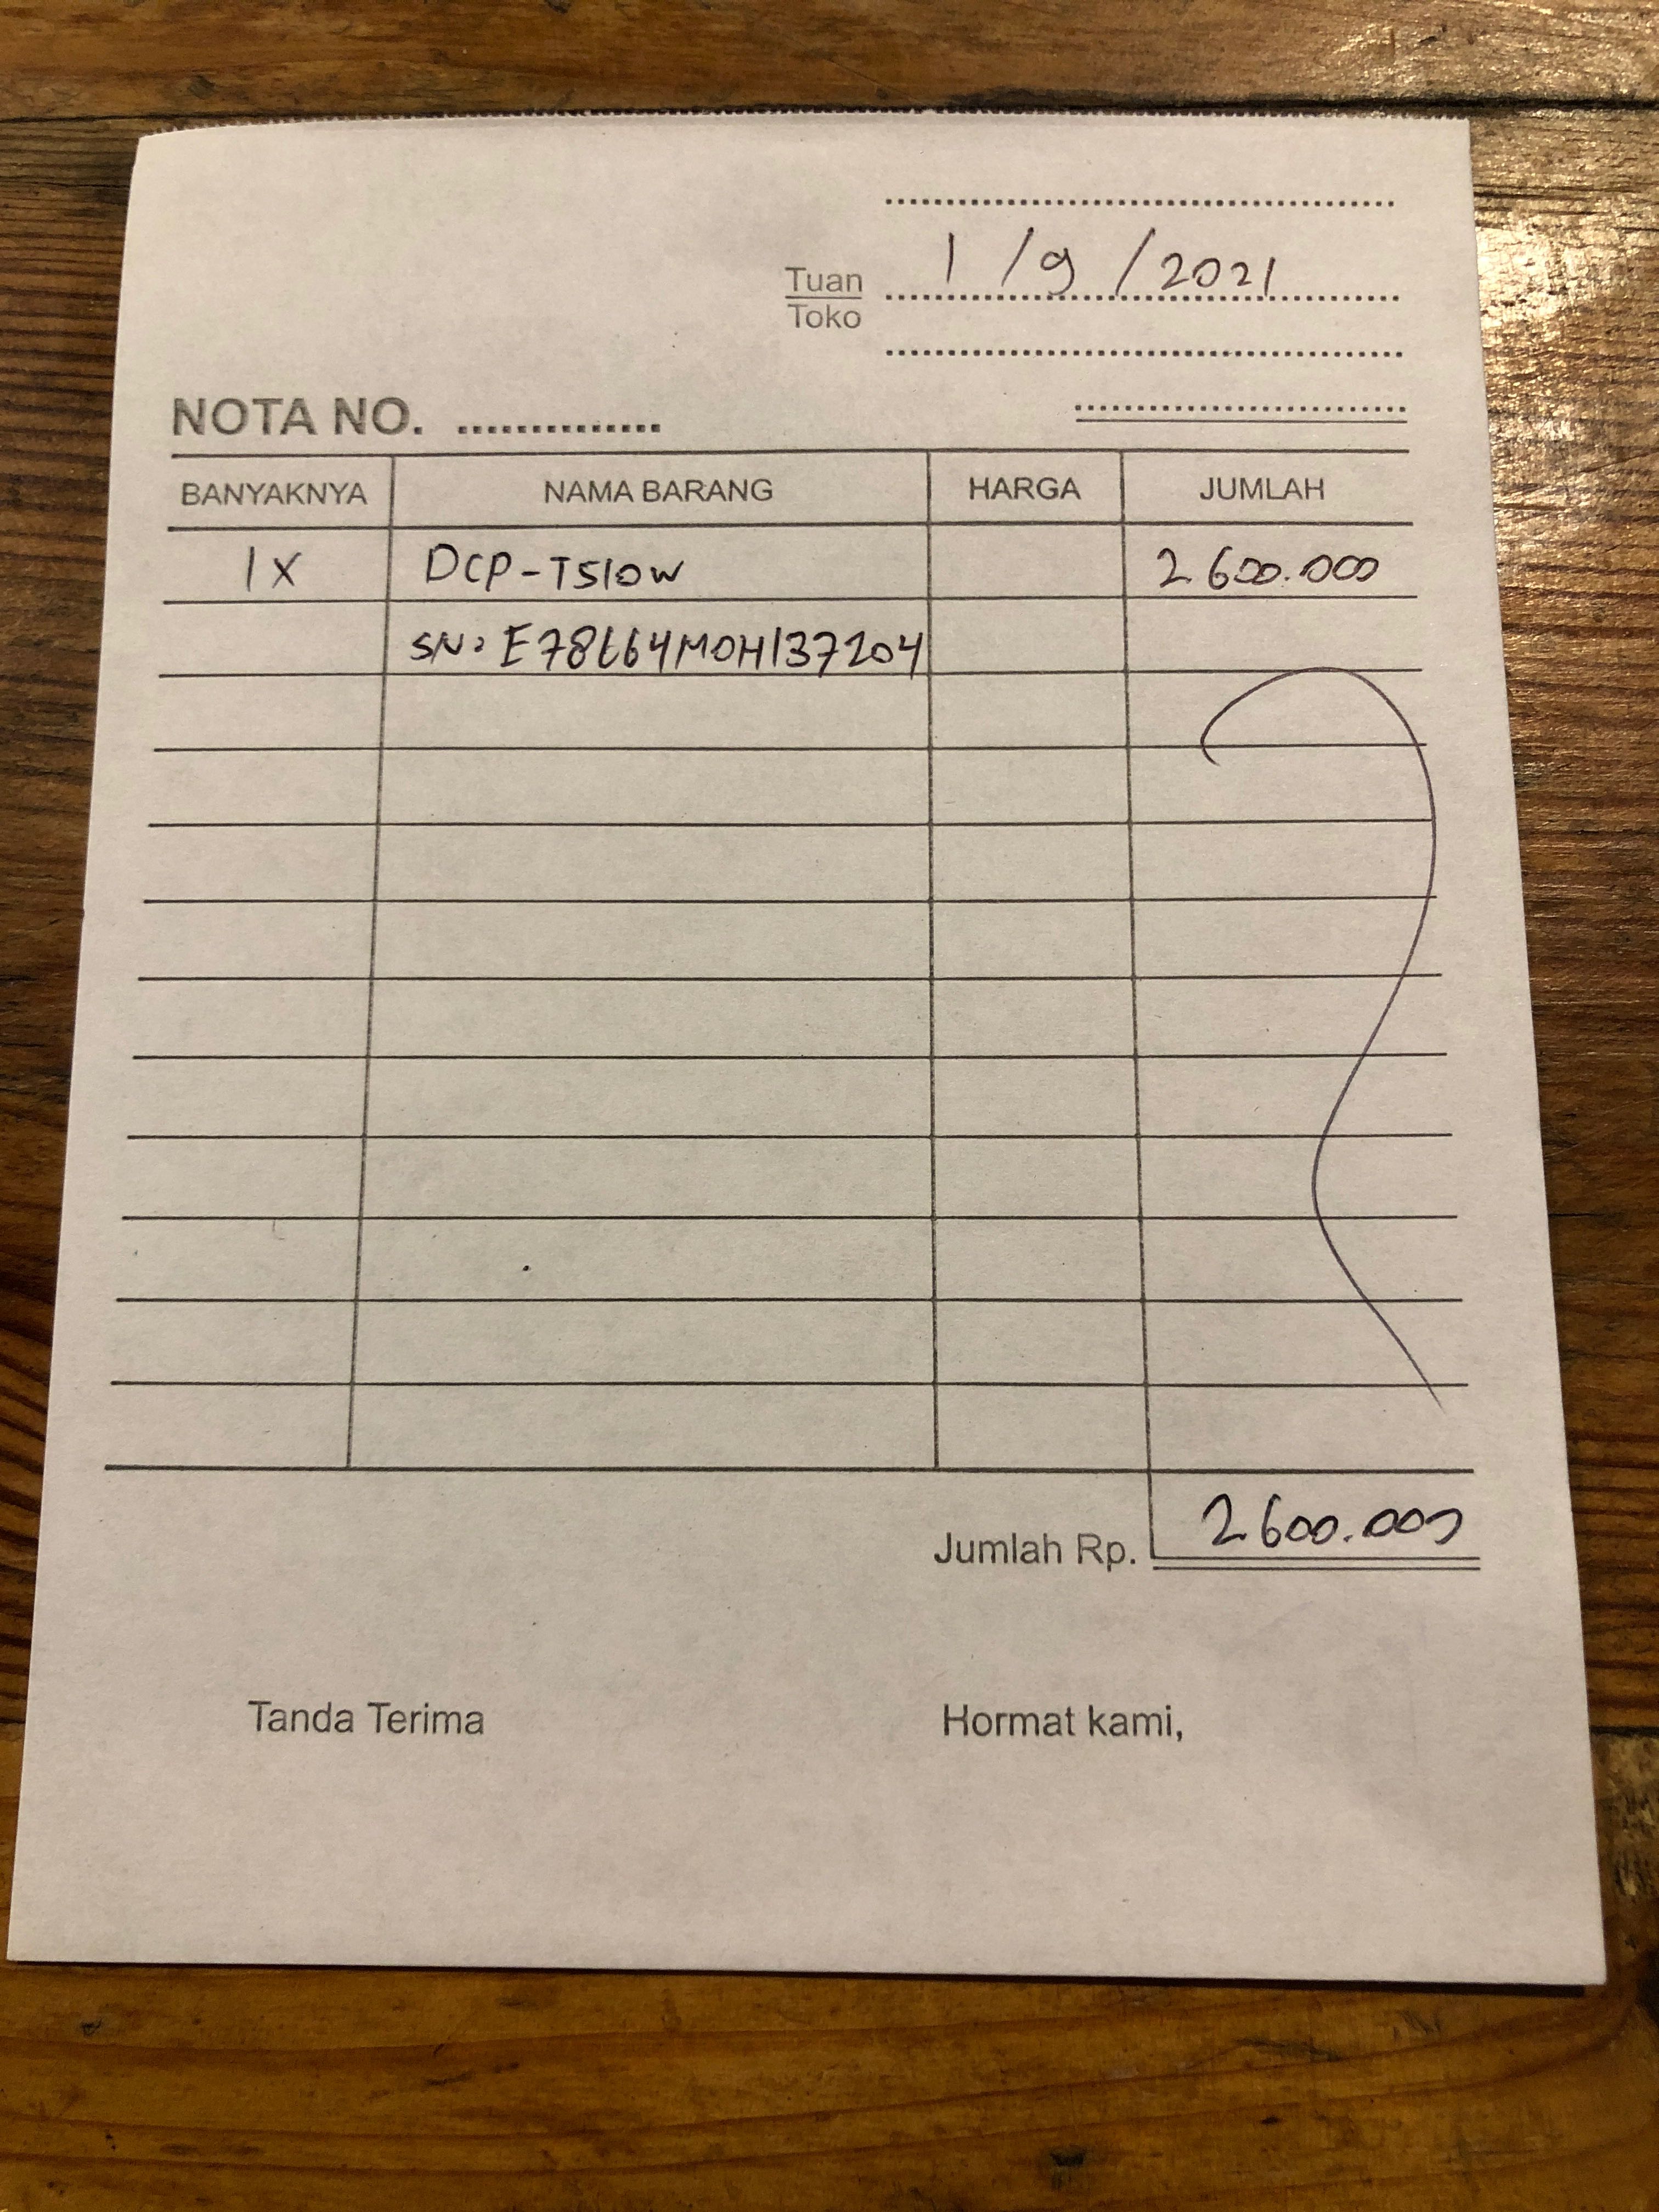 1/9/2021
Tuan
Toko
NOTA NO. ..............
BANYAKNYA NAMA BARANG HARGA JUMLAH
1X DCP-T510W 2.600.000
SN: E78664M0H137204
Jumlah Rp. 2.600.000
Tanda Terima Hormat kami,